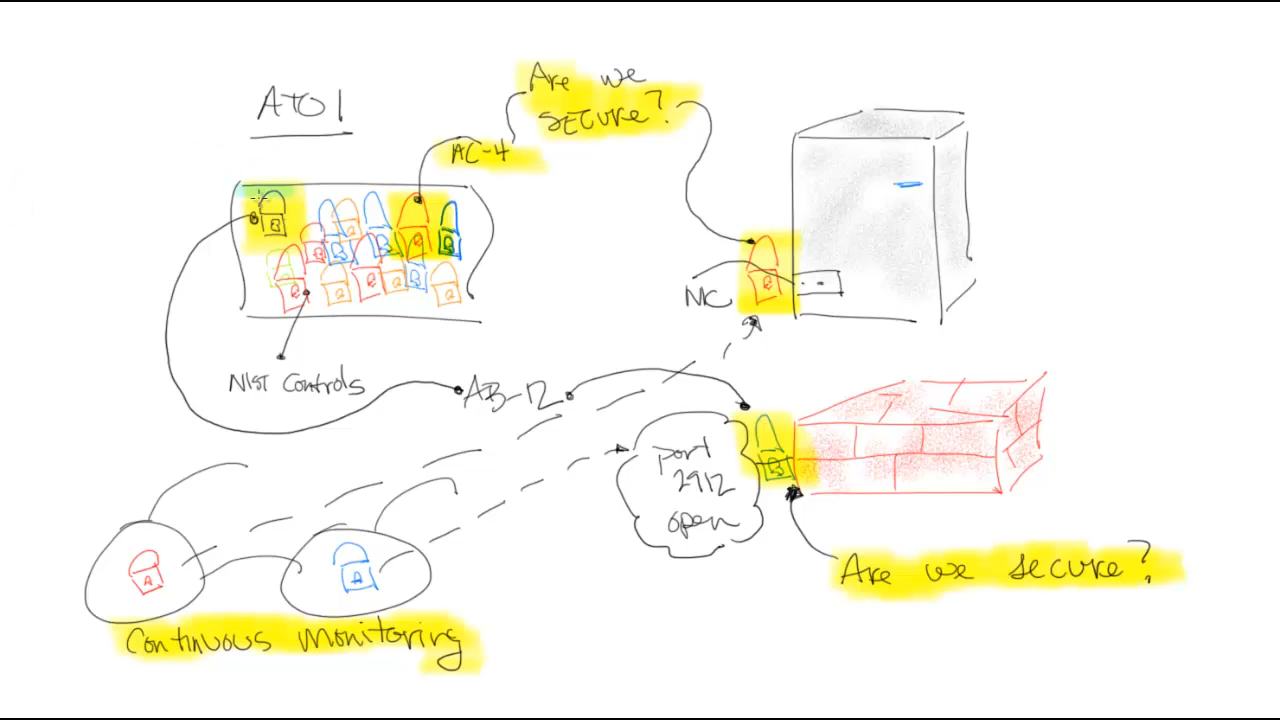 ATO 1
Are we
SECURE?
AC-4
NIC
NIST Controls
AB-12
port
2912
open
A
A
Are we secure?
Continuous monitoring